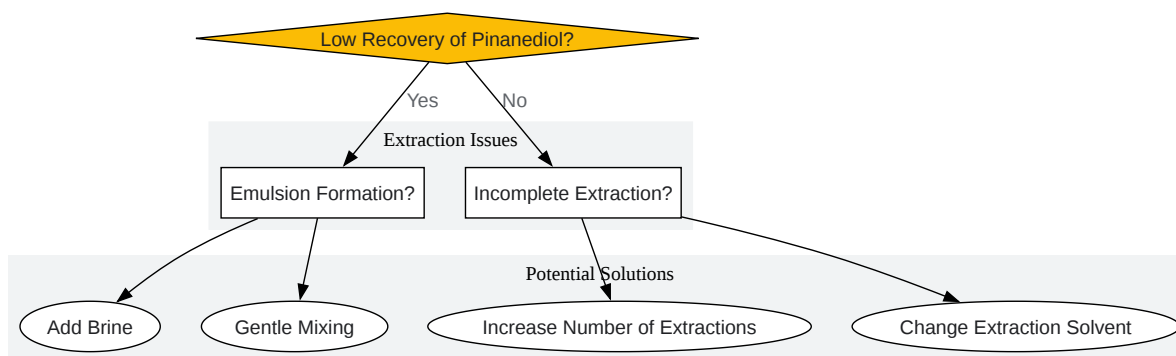 Low Recovery of Pinanediol?
Yes
No
Extraction Issues
Emulsion Formation?
Incomplete Extraction?
Potential Solutions
Add Brine
Gentle Mixing
Increase Number of Extractions
Change Extraction Solvent